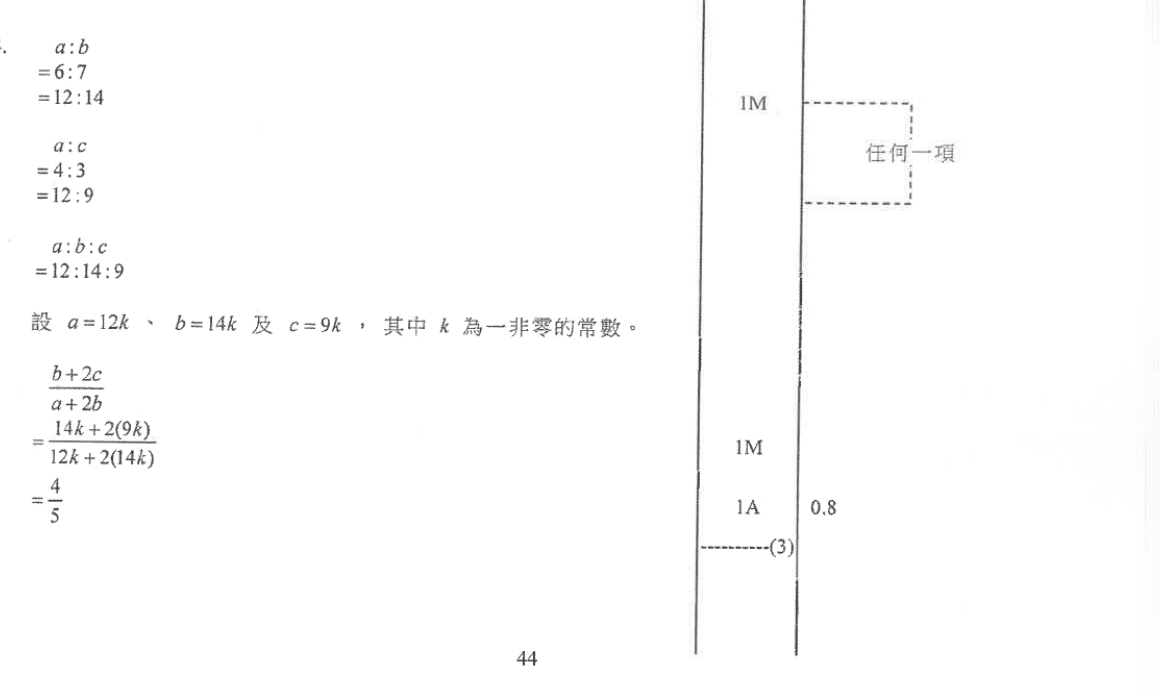 a : b
= 6 : 7
= 12 : 14
1M
a : c
任何一項
= 4 : 3
= 12 : 9
a : b : c
= 12 : 14 : 9
設 a = 12k 、 b = 14k 及 c = 9k ， 其中 k 為一非零的常數。
b + 2c
a + 2b
= 14k + 2(9k)
12k + 2(14k)
1M
= 4
5
1A
0.8
----------(3)
44